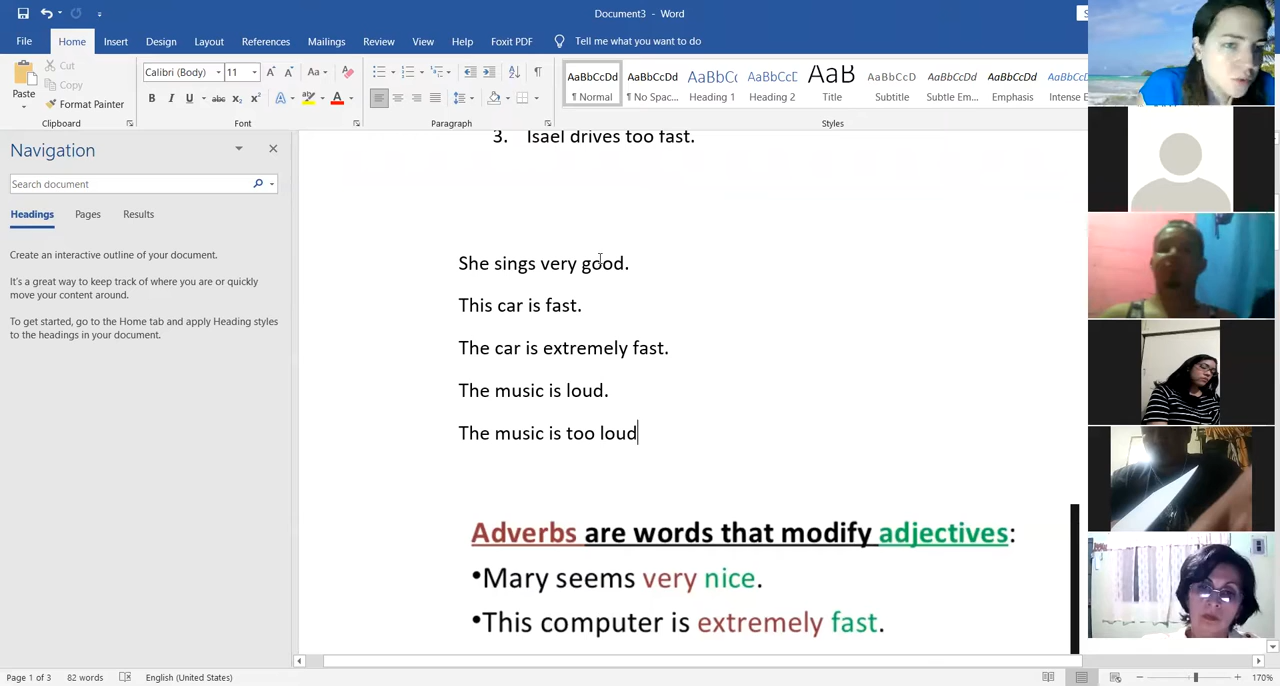 Document3 - Word
S
File Home Insert Design Layout References Mailings Review View Help Foxit PDF Tell me what you want to do
Paste Cut Copy Format Painter
Calibri (Body) 11 Aa
B I U abc x₂ x² A A
AaBbCcDd AaBbCcDd AaBbCc AaBbCcD AaB AaBbCcD AaBbCcDd AaBbCcDd AaBbCcDd
¶ Normal ¶ No Spac... Heading 1 Heading 2 Title Subtitle Subtle Em... Emphasis Intense E
Clipboard Font Paragraph Styles
Navigation
Search document
Headings Pages Results
Create an interactive outline of your document.
It's a great way to keep track of where you are or quickly
move your content around.
To get started, go to the Home tab and apply Heading styles
to the headings in your document.
3. Isael drives too fast.
She sings very good.
This car is fast.
The car is extremely fast.
The music is loud.
The music is too loud
Adverbs are words that modify adjectives:
•Mary seems very nice.
•This computer is extremely fast.
Page 1 of 3 82 words English (United States) 170%